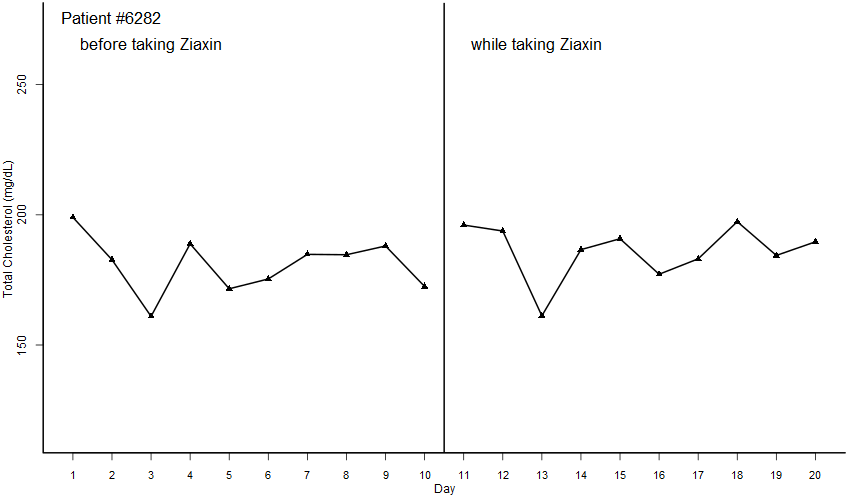 Patient #6282
before taking Ziaxin
while taking Ziaxin
Total Cholesterol (mg/dL)
250
200
150
1 2 3 4 5 6 7 8 9 10 11 12 13 14 15 16 17 18 19 20
Day